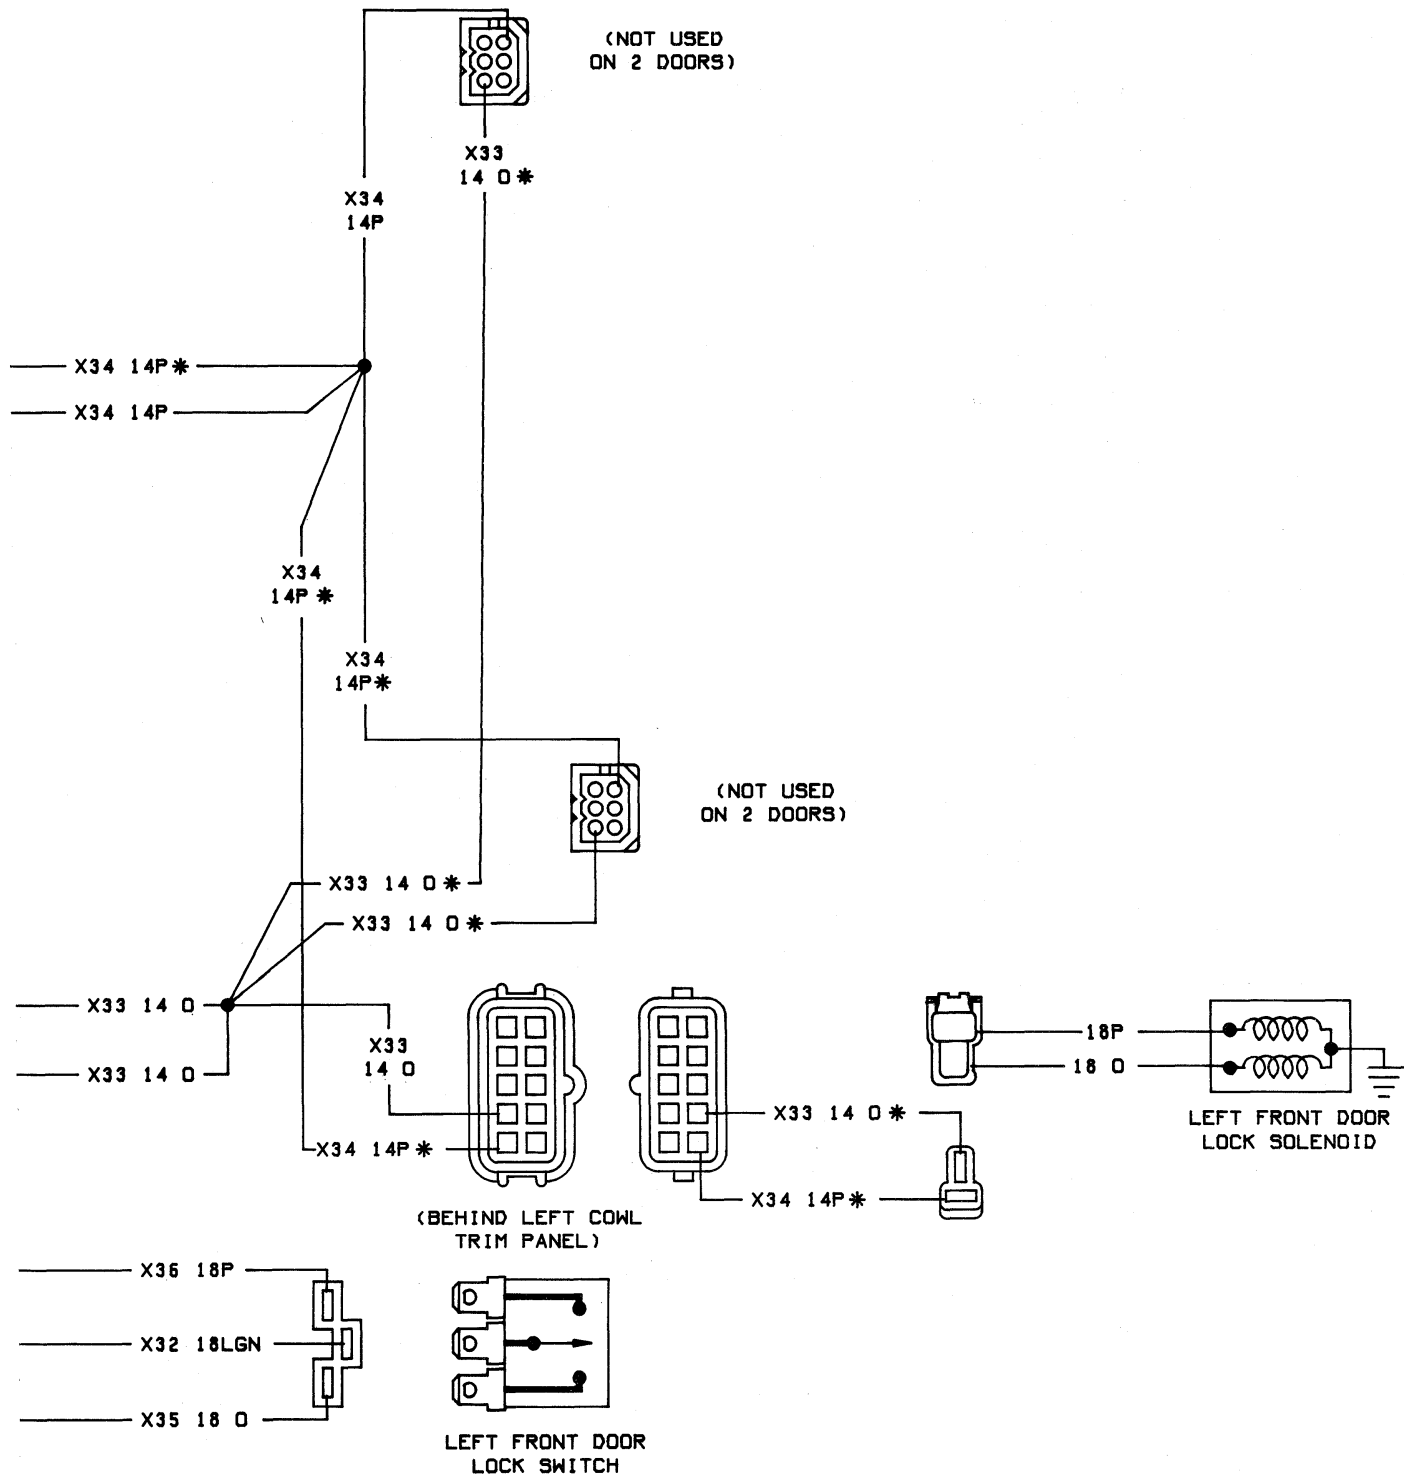 (NOT USED
ON 2 DOORS)
X33
14 O*
X34
14P
X34 14P*
X34 14P
X34
14P*
X34
14P*
(NOT USED
ON 2 DOORS)
X33 14 O*
X33 14 O*
X33 14 O
X33
14 O
X33 14 O
18P
18 O
X33 14 O*
LEFT FRONT DOOR
LOCK SOLENOID
X34 14P*
X34 14P*
(BEHIND LEFT COWL
TRIM PANEL)
X36 18P
X32 18LGN
X35 18 O
LEFT FRONT DOOR
LOCK SWITCH